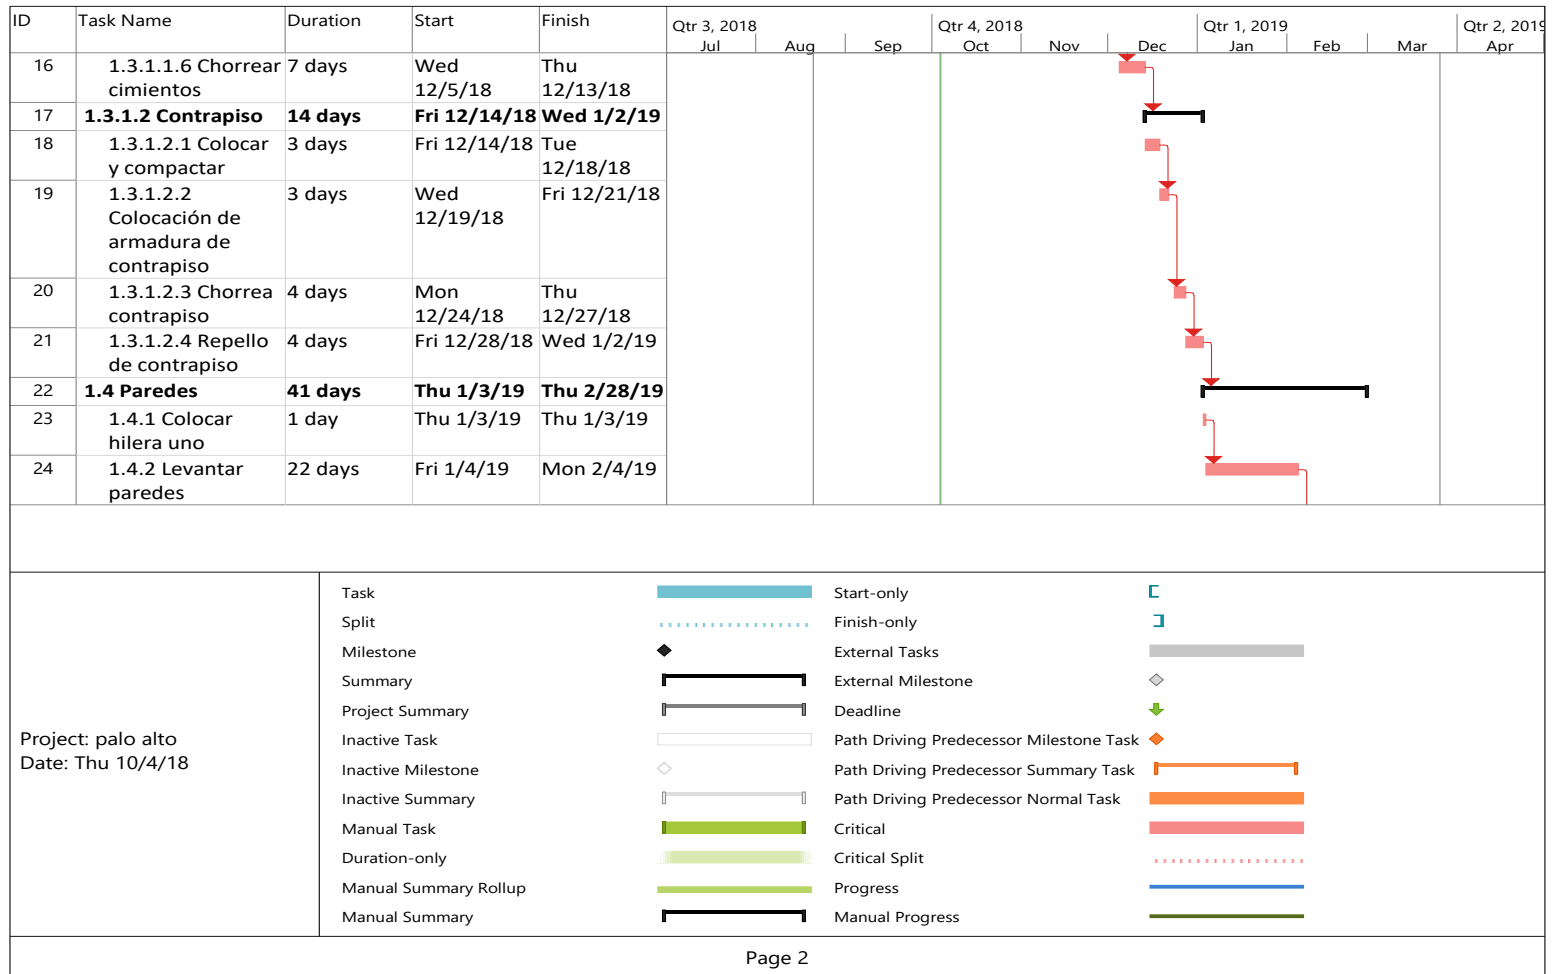 ID Task Name Duration Start Finish Qtr 3, 2018 Qtr 4, 2018 Qtr 1, 2019 Qtr 2, 2019
Jul Aug Sep Oct Nov Dec Jan Feb Mar Apr
16 1.3.1.1.6 Chorrear 7 days Wed Thu
cimientos 12/5/18 12/13/18
17 1.3.1.2 Contrapiso 14 days Fri 12/14/18 Wed 1/2/19
18 1.3.1.2.1 Colocar 3 days Fri 12/14/18 Tue
y compactar 12/18/18
19 1.3.1.2.2 3 days Wed Fri 12/21/18
Colocación de 12/19/18
armadura de
contrapiso
20 1.3.1.2.3 Chorrea 4 days Mon Thu
contrapiso 12/24/18 12/27/18
21 1.3.1.2.4 Repello 4 days Fri 12/28/18 Wed 1/2/19
de contrapiso
22 1.4 Paredes 41 days Thu 1/3/19 Thu 2/28/19
23 1.4.1 Colocar 1 day Thu 1/3/19 Thu 1/3/19
hilera uno
24 1.4.2 Levantar 22 days Fri 1/4/19 Mon 2/4/19
paredes
Project: palo alto
Date: Thu 10/4/18
Task
Split
Milestone
Summary
Project Summary
Inactive Task
Inactive Milestone
Inactive Summary
Manual Task
Duration-only
Manual Summary Rollup
Manual Summary
Start-only
Finish-only
External Tasks
External Milestone
Deadline
Path Driving Predecessor Milestone Task
Path Driving Predecessor Summary Task
Path Driving Predecessor Normal Task
Critical
Critical Split
Progress
Manual Progress
Page 2